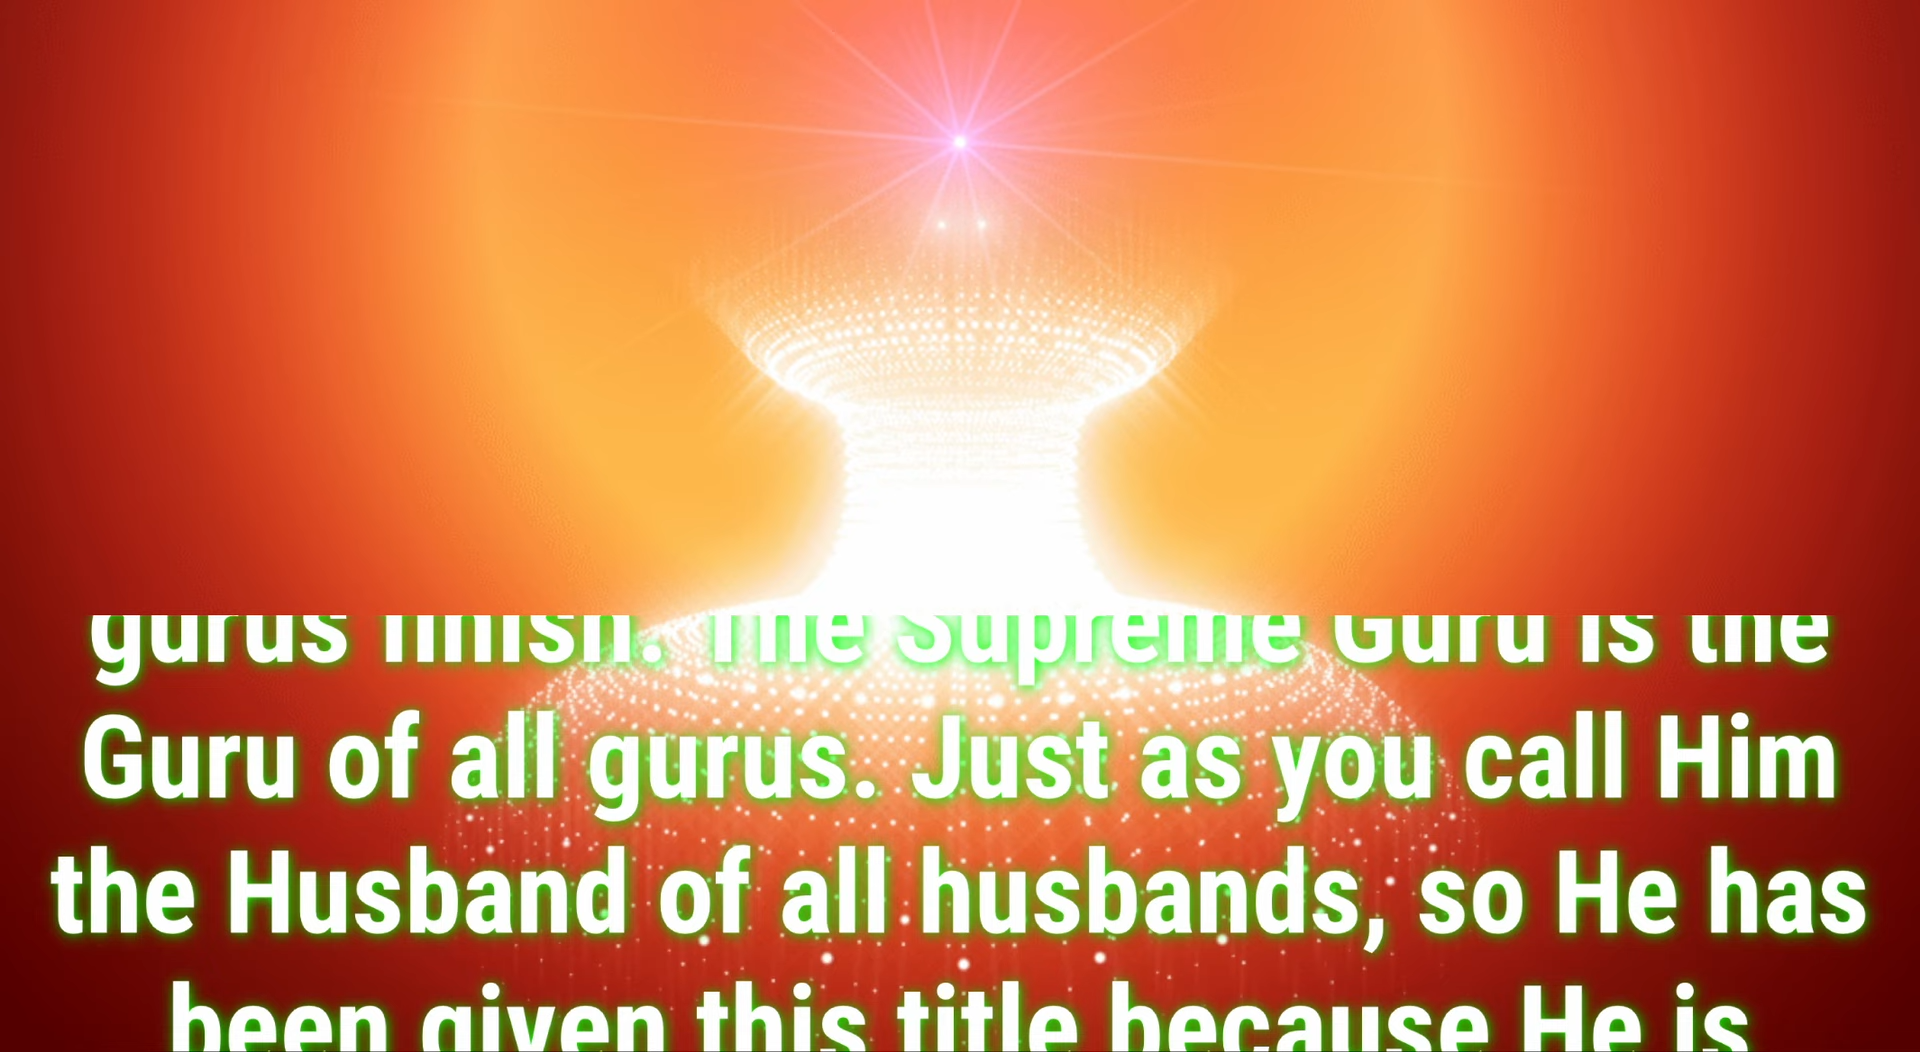 gurus finish. The Supreme Guru is the
Guru of all gurus. Just as you call Him
the Husband of all husbands, so He has
been given this title because He is